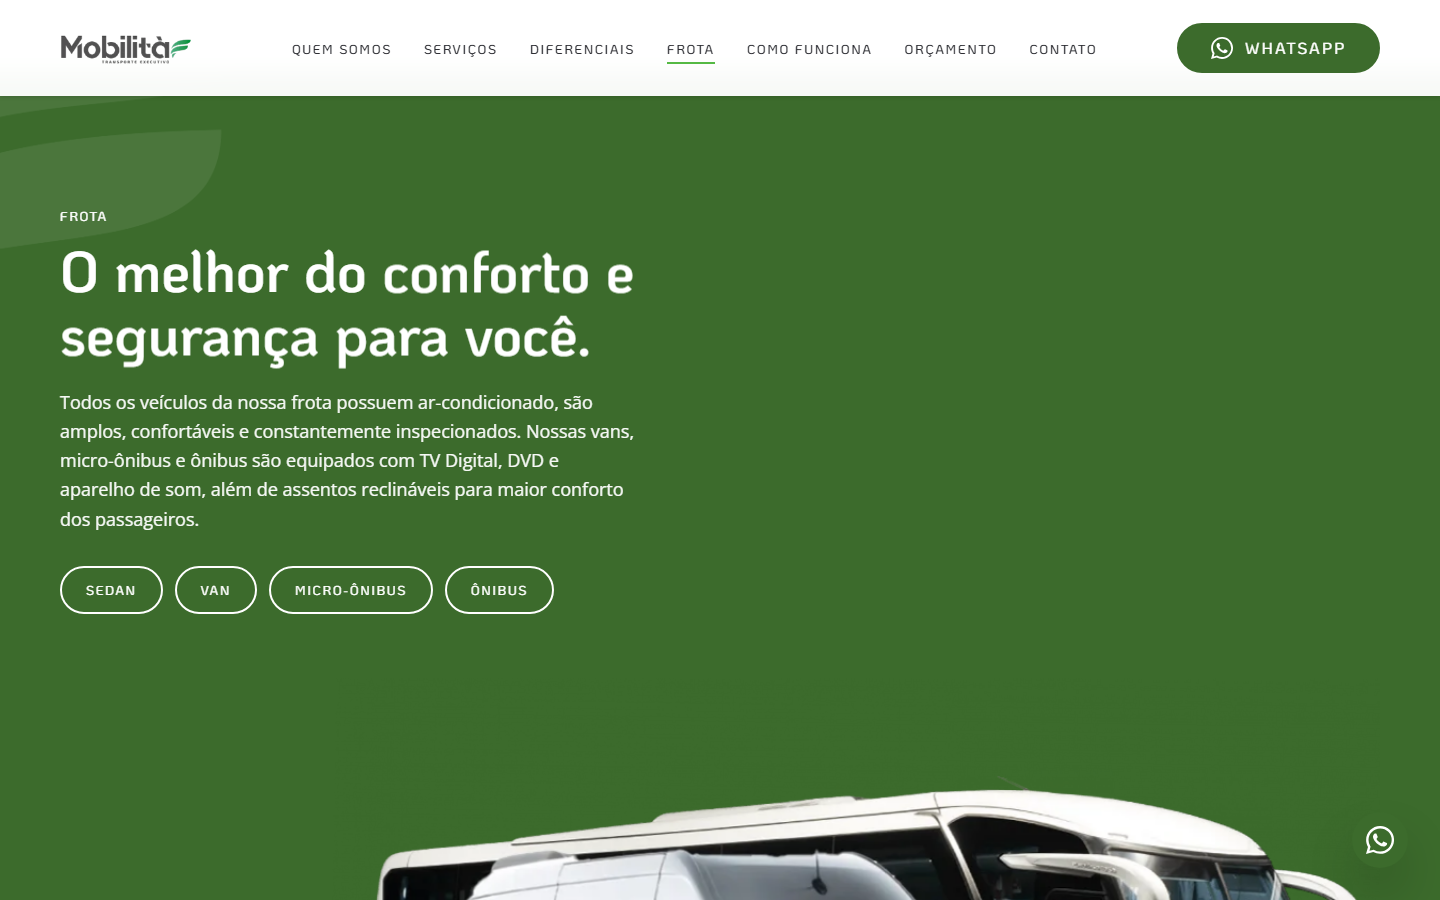 Mobilità
TRANSPORTE EXECUTIVO
QUEM SOMOS
SERVIÇOS
DIFERENCIAIS
FROTA
COMO FUNCIONA
ORÇAMENTO
CONTATO
WHATSAPP
FROTA
O melhor do conforto e
segurança para você.
Todos os veículos da nossa frota possuem ar-condicionado, são
amplos, confortáveis e constantemente inspecionados. Nossas vans,
micro-ônibus e ônibus são equipados com TV Digital, DVD e
aparelho de som, além de assentos reclináveis para maior conforto
dos passageiros.
SEDAN
VAN
MICRO-ÔNIBUS
ÔNIBUS